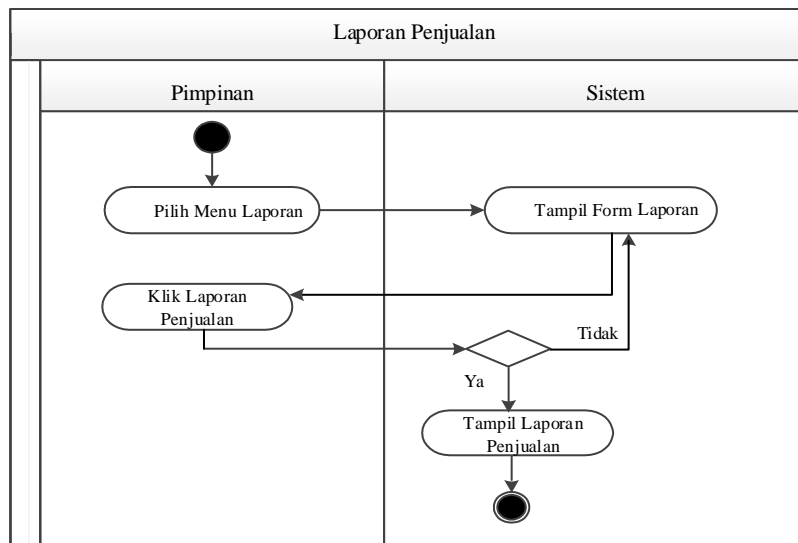 Laporan Penjualan
Pimpinan
Sistem
Pilih Menu Laporan
Tampil Form Laporan
Klik Laporan
Penjualan
Tidak
Ya
Tampil Laporan
Penjualan